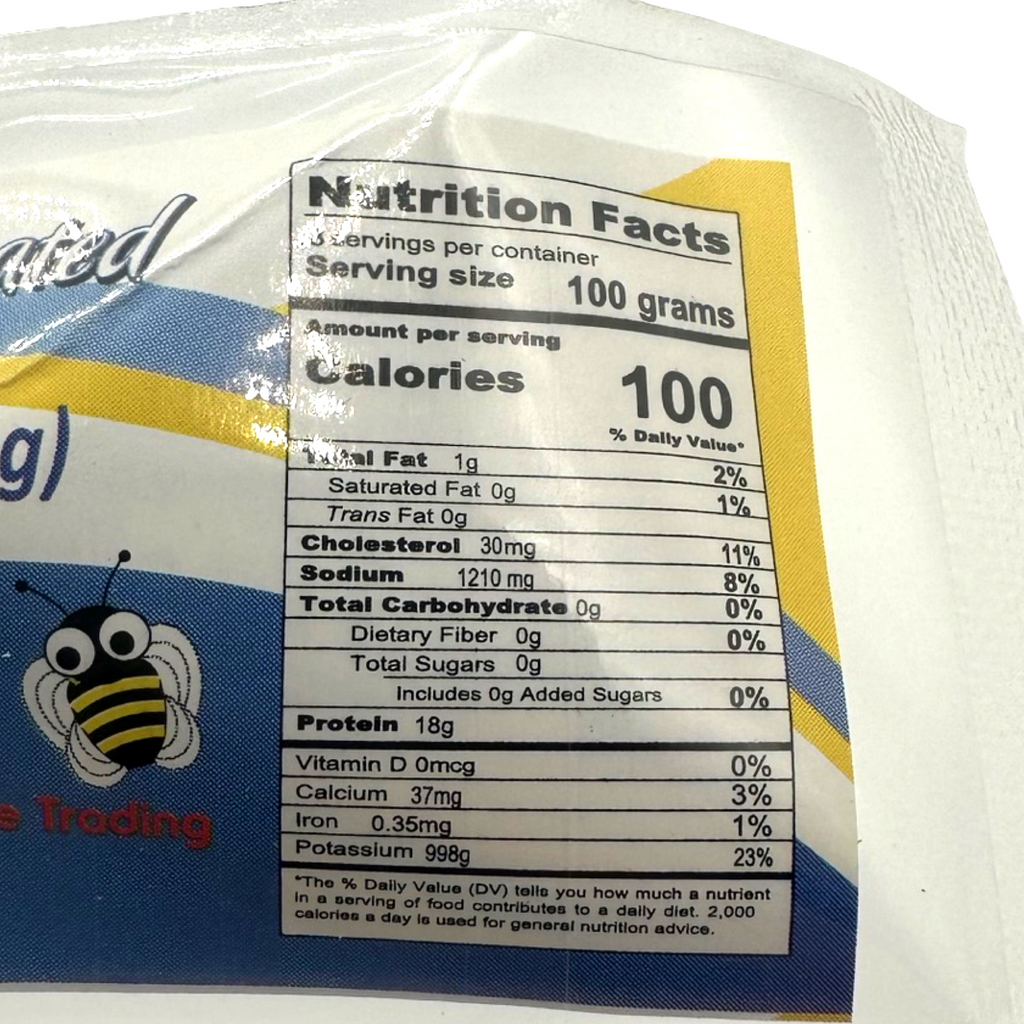 ated
g)
e Trading
Nutrition Facts
servings per container
Serving size 100 grams
Amount per serving
Calories 100
% Daily Value*
Total Fat 1g 2%
Saturated Fat 0g 1%
Trans Fat 0g
Cholesterol 30mg 11%
Sodium 1210 mg 8%
Total Carbohydrate 0g 0%
Dietary Fiber 0g 0%
Total Sugars 0g
Includes 0g Added Sugars 0%
Protein 18g
Vitamin D 0mcg 0%
Calcium 37mg 3%
Iron 0.35mg 1%
Potassium 998g 23%
*The % Daily Value (DV) tells you how much a nutrient
in a serving of food contributes to a daily diet. 2,000
calories a day is used for general nutrition advice.